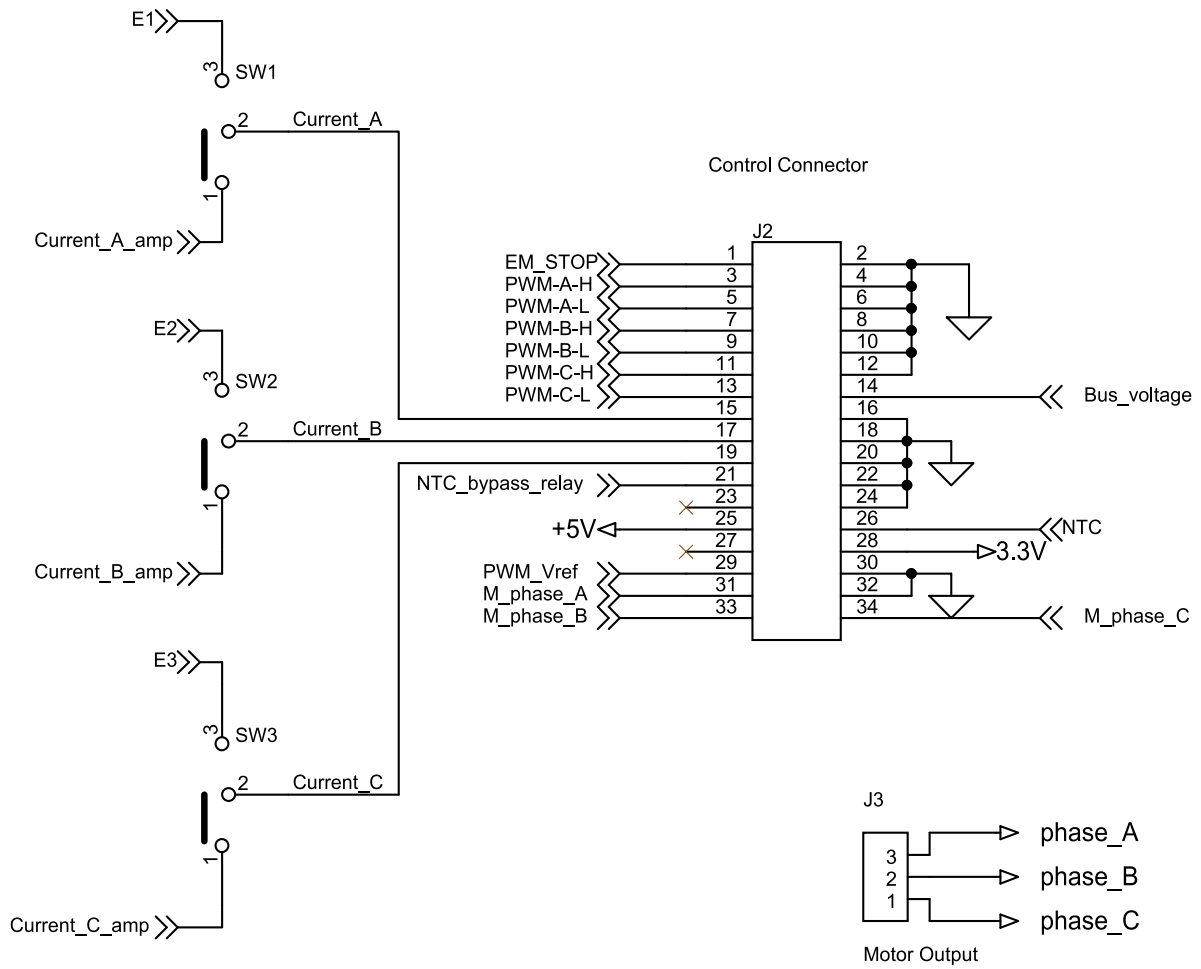 E1
3
SW1
2
Current_A
1
Current_A_amp
E2
3
SW2
2
Current_B
1
Current_B_amp
E3
3
SW3
2
Current_C
1
Current_C_amp
Control Connector
J2
EM_STOP 1 2
PWM-A-H 3 4
PWM-A-L 5 6
PWM-B-H 7 8
PWM-B-L 9 10
PWM-C-H 11 12
PWM-C-L 13 14 Bus_voltage
15 16
17 18
19 20
NTC_bypass_relay 21 22
23 24
+5V 25 26 NTC
27 28 3.3V
PWM_Vref 29 30
M_phase_A 31 32
M_phase_B 33 34 M_phase_C
J3
3 phase_A
2 phase_B
1 phase_C
Motor Output